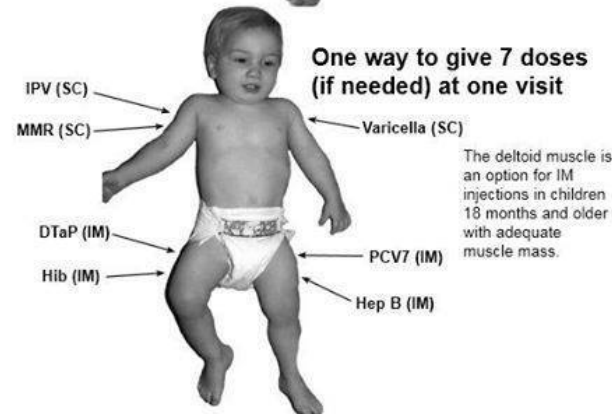 One way to give 7 doses
(if needed) at one visit
IPV (SC)
MMR (SC)
Varicella (SC)
The deltoid muscle is
an option for IM
injections in children
18 months and older
with adequate
muscle mass.
DTaP (IM)
Hib (IM)
PCV7 (IM)
Hep B (IM)